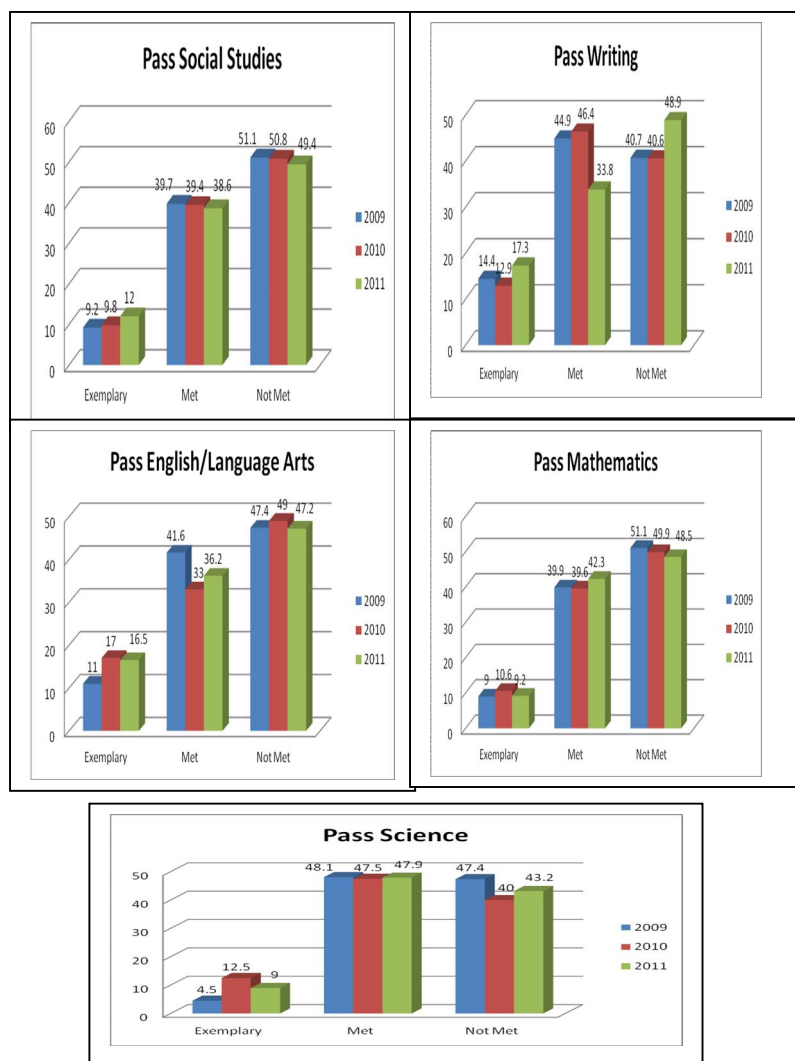 Pass Social Studies
60
50
40
30
20
10
0
9.2 9.8 12
39.7 39.4 38.6
51.1 50.8 49.4
Exemplary Met Not Met
2009
2010
2011
Pass Writing
50
40
30
20
10
0
14.4 12.9 17.3
44.9 46.4 33.8
40.7 40.6 48.9
Exemplary Met Not Met
2009
2010
2011
Pass English/Language Arts
50
40
30
20
10
0
11 17 16.5
41.6 33 36.2
47.4 49 47.2
Exemplary Met Not Met
2009
2010
2011
Pass Mathematics
60
50
40
30
20
10
0
9 10.6 9.2
39.9 39.6 42.3
51.1 49.9 48.5
Exemplary Met Not Met
2009
2010
2011
Pass Science
50
40
30
20
10
0
4.5 12.5 9
48.1 47.5 47.9
47.4 40 43.2
Exemplary Met Not Met
2009
2010
2011